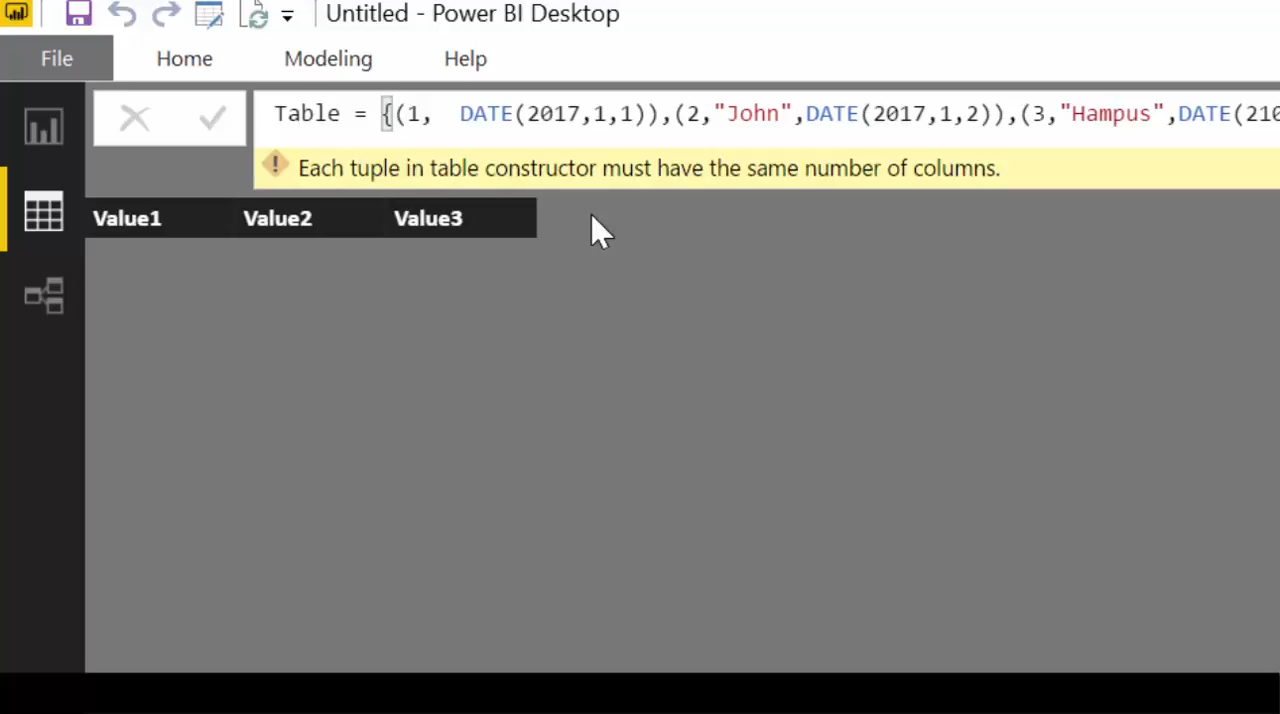 Untitled - Power BI Desktop
File Home Modeling Help
Table = {(1,  DATE(2017,1,1)),(2,"John",DATE(2017,1,2)),(3,"Hampus",DATE(210
Each tuple in table constructor must have the same number of columns.
Value1 Value2 Value3